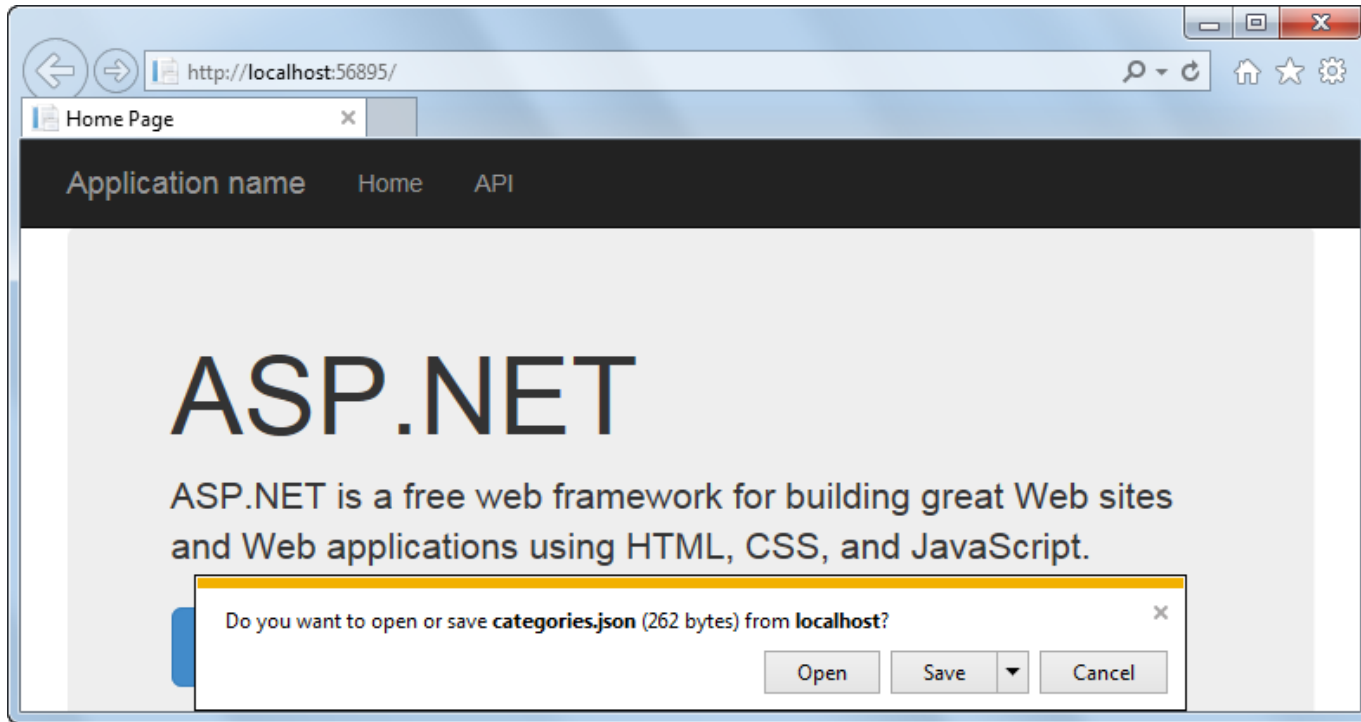 http://localhost:56895/
Home Page
Application name Home API
ASP.NET
ASP.NET is a free web framework for building great Web sites
and Web applications using HTML, CSS, and JavaScript.
Do you want to open or save categories.json (262 bytes) from localhost?
Open Save Cancel